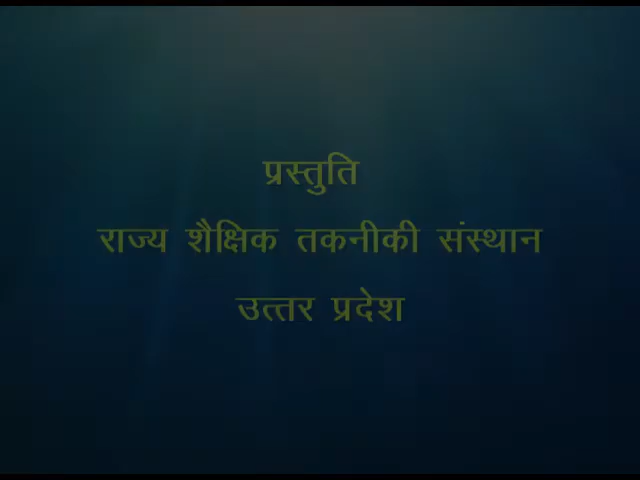 प्रस्तुति
राज्य शैक्षिक तकनीकी संस्थान
उत्तर प्रदेश